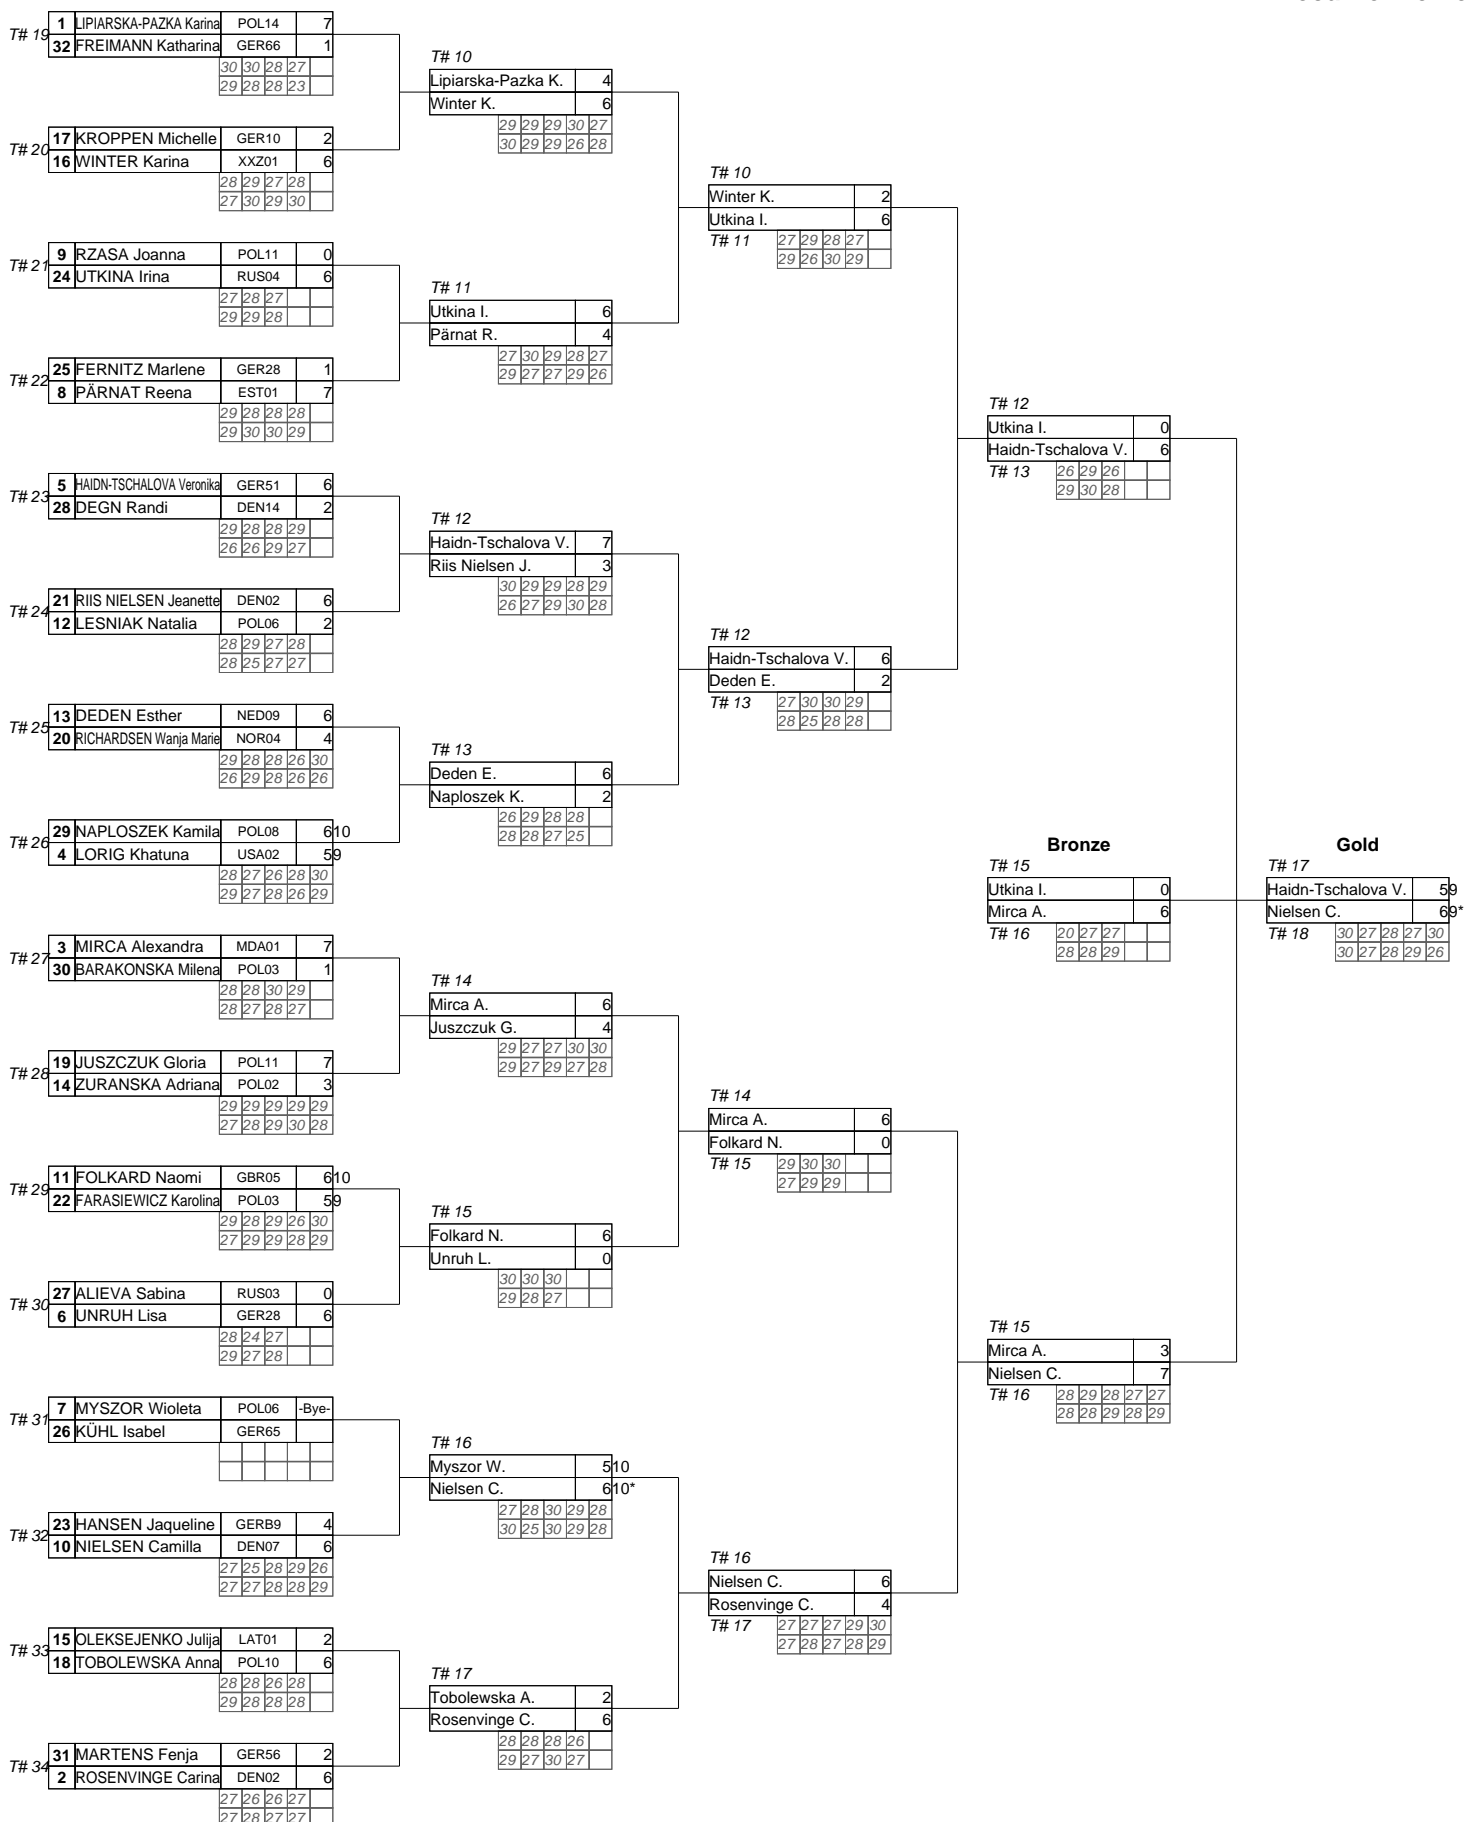 T# 19
1 LIPIARSKA-PAZKA Karina POL14 7
32 FREIMANN Katharina GER66 1
30 30 28 27
29 28 28 23
T# 20
17 KROPPEN Michelle GER10 2
16 WINTER Karina XXZ01 6
28 29 27 28
27 30 29 30
T# 21
9 RZASA Joanna POL11 0
24 UTKINA Irina RUS04 6
27 28 27
29 29 28
T# 22
25 FERNITZ Marlene GER28 1
8 PÄRNAT Reena EST01 7
29 28 28 28
29 30 30 29
T# 23
5 HAIDN-TSCHALOVA Veronika GER51 6
28 DEGN Randi DEN14 2
29 28 28 29
26 26 29 27
T# 24
21 RIIS NIELSEN Jeanette DEN02 6
12 LESNIAK Natalia POL06 2
28 29 27 28
28 25 27 27
T# 25
13 DEDEN Esther NED09 6
20 RICHARDSEN Wanja Marie NOR04 4
29 28 28 26 30
26 29 28 26 26
T# 26
29 NAPLOSZEK Kamila POL08 610
4 LORIG Khatuna USA02 59
28 27 26 28 30
29 27 28 26 29
T# 27
3 MIRCA Alexandra MDA01 7
30 BARAKONSKA Milena POL03 1
28 28 30 29
28 27 28 27
T# 28
19 JUSZCZUK Gloria POL11 7
14 ZURANSKA Adriana POL02 3
29 29 29 29 29
27 28 29 30 28
T# 29
11 FOLKARD Naomi GBR05 610
22 FARASIEWICZ Karolina POL03 59
29 28 29 26 30
27 29 29 28 29
T# 30
27 ALIEVA Sabina RUS03 0
6 UNRUH Lisa GER28 6
28 24 27
29 27 28
T# 31
7 MYSZOR Wioleta POL06 -Bye-
26 KÜHL Isabel GER65
T# 32
23 HANSEN Jaqueline GERB9 4
10 NIELSEN Camilla DEN07 6
27 25 28 29 26
27 27 28 28 29
T# 33
15 OLEKSEJENKO Julija LAT01 2
18 TOBOLEWSKA Anna POL10 6
28 28 26 28
29 28 28 28
T# 34
31 MARTENS Fenja GER56 2
2 ROSENVINGE Carina DEN02 6
27 26 26 27
27 28 27 27
T# 10
Lipiarska-Pazka K. 4
Winter K. 6
29 29 29 30 27
30 29 29 26 28
T# 11
Utkina I. 6
Pärnat R. 4
27 30 29 28 27
29 27 27 29 26
T# 12
Haidn-Tschalova V. 7
Riis Nielsen J. 3
30 29 29 28 29
26 27 29 30 28
T# 13
Deden E. 6
Naploszek K. 2
26 29 28 28
28 28 27 25
T# 14
Mirca A. 6
Juszczuk G. 4
29 27 27 30 30
29 27 29 27 28
T# 15
Folkard N. 6
Unruh L. 0
30 30 30
29 28 27
T# 16
Myszor W. 510
Nielsen C. 610*
27 28 30 29 28
30 25 30 29 28
T# 17
Tobolewska A. 2
Rosenvinge C. 6
28 28 28 26
29 27 30 27
T# 10
Winter K. 2
Utkina I. 6
T# 11 27 29 28 27
29 26 30 29
T# 12
Haidn-Tschalova V. 6
Deden E. 2
T# 13 27 30 30 29
28 25 28 28
T# 14
Mirca A. 6
Folkard N. 0
T# 15 29 30 30
27 29 29
T# 16
Nielsen C. 6
Rosenvinge C. 4
T# 17 27 27 27 29 30
27 28 27 28 29
T# 12
Utkina I. 0
Haidn-Tschalova V. 6
T# 13 26 29 26
29 30 28
T# 15
Mirca A. 3
Nielsen C. 7
T# 16 28 29 28 27 27
28 28 29 28 29
Bronze
T# 15
Utkina I. 0
Mirca A. 6
T# 16 20 27 27
28 28 29
Gold
T# 17
Haidn-Tschalova V. 59
Nielsen C. 69*
T# 18 30 27 28 27 30
30 27 28 29 26